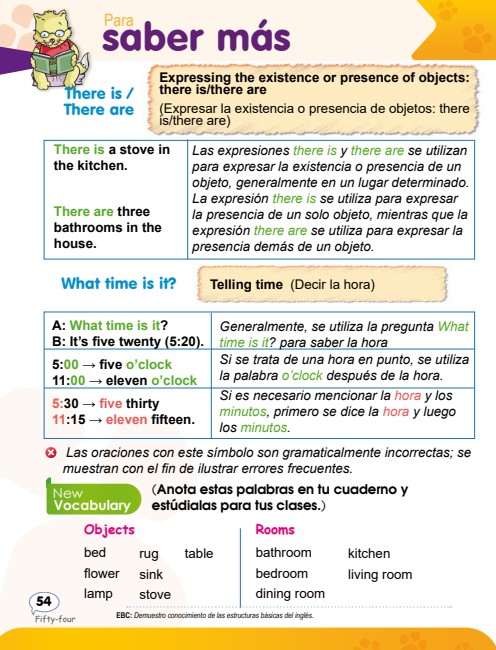 Para
saber más
There is /
There are
Expressing the existence or presence of objects:
there is/there are
(Expresar la existencia o presencia de objetos: there
is/there are)
There is a stove in
the kitchen.
There are three
bathrooms in the
house.
Las expresiones there is y there are se utilizan
para expresar la existencia o presencia de un
objeto, generalmente en un lugar determinado.
La expresión there is se utiliza para expresar
la presencia de un solo objeto, mientras que la
expresión there are se utiliza para expresar la
presencia demás de un objeto.
What time is it?
Telling time (Decir la hora)
A: What time is it?
B: It's five twenty (5:20).
Generalmente, se utiliza la pregunta What
time is it? para saber la hora
5:00 → five o'clock
11:00 → eleven o'clock
Si se trata de una hora en punto, se utiliza
la palabra o'clock después de la hora.
5:30 → five thirty
11:15 → eleven fifteen.
Si es necesario mencionar la hora y los
minutos, primero se dice la hora y luego
los minutos.
Las oraciones con este símbolo son gramaticalmente incorrectas; se
muestran con el fin de ilustrar errores frecuentes.
New
Vocabulary
(Anota estas palabras en tu cuaderno y
estúdialas para tus clases.)
Objects
bed rug table
flower sink
lamp stove
Rooms
bathroom kitchen
bedroom living room
dining room
54
Fifty-four
EBC: Demuestro conocimiento de las estructuras básicas del inglés.